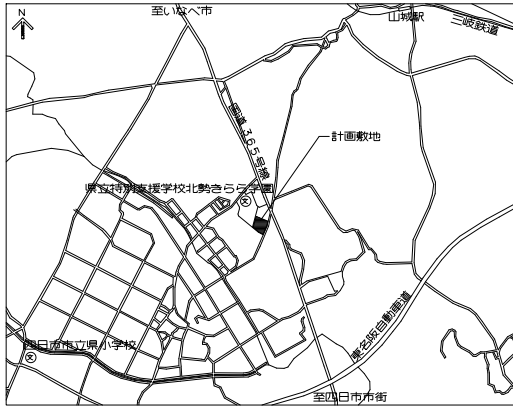 至いなべ市
N
山城駅
三岐鉄道
国道365号線
計画敷地
県立特別支援学校北勢きらら学園
文
東名阪自動車道
四日市市立県小学校
文
至四日市市街